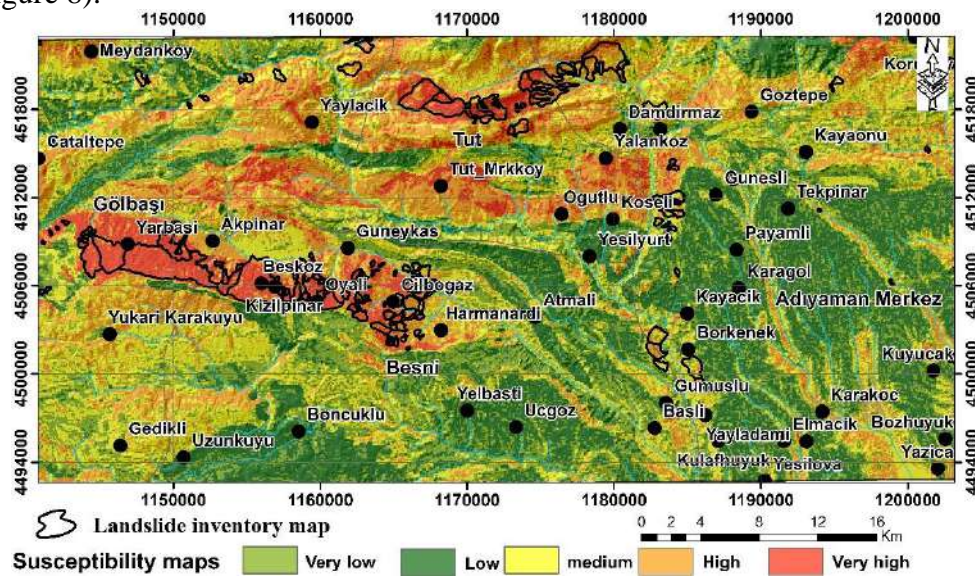 gure 8).
1150000 1160000 1170000 1180000 1190000 1200000
N
Meydankoy
Kor
Yaylacik
Damdirmaz
Goztepe
4518000
4518000
Cataltepe
Tut
Yalankoz
Kayaonu
Tut_Mrkkoy
Gunesli
4512000
4512000
Gölbaşı
Ogutlu
Koseli
Tekpinar
Yarbasi
Akpinar
Guneykas
Yesilyurt
Payamli
Beskoz
Oyali
Cilbogaz
Karagol
4506000
4506000
Kizilpinar
Atmali
Kayacik
Adıyaman Merkez
Yukari Karakuyu
Harmanardi
Borkenek
Besni
Kuyucak
4500000
4500000
Yelbasti
Gumuslu
Karakoc
Gedikli
Boncuklu
Ucgoz
Basli
Elmacik
Bozhuyuk
Uzunkuyu
Yayladami
Yazica
4494000
4494000
Kulafhuyuk
Yesilova
1150000 1160000 1170000 1180000 1190000 1200000
Landslide inventory map
0 2 4 8 12 16
Km
Susceptibility maps Very low Low medium High Very high